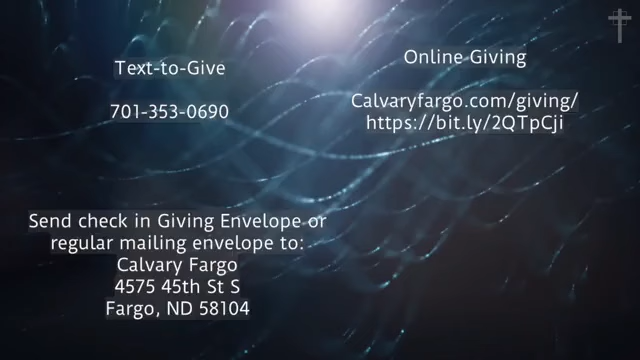 Text-to-Give
701-353-0690
Online Giving
Calvaryfargo.com/giving/
https://bit.ly/2QTpCji
Send check in Giving Envelope or
regular mailing envelope to:
Calvary Fargo
4575 45th St S
Fargo, ND 58104